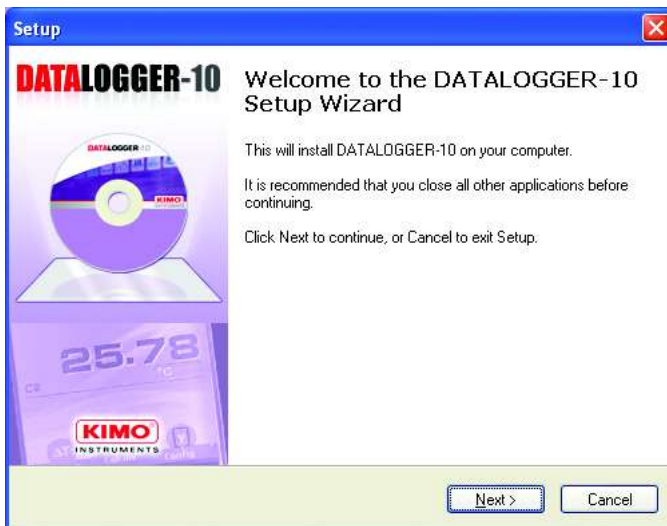 Setup
DATALOGGER-10
Welcome to the DATALOGGER-10
Setup Wizard
This will install DATALOGGER-10 on your computer.
It is recommended that you close all other applications before
continuing.
Click Next to continue, or Cancel to exit Setup.
DATALOGGER-10
KIMO
25.78
°C
C2
KIMO
INSTRUMENTS
Config
Next >
Cancel